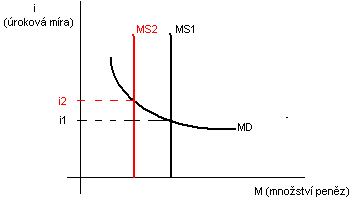 i
(úroková míra)
MS2
MS1
i2
i1
MD
M (množství peněz)